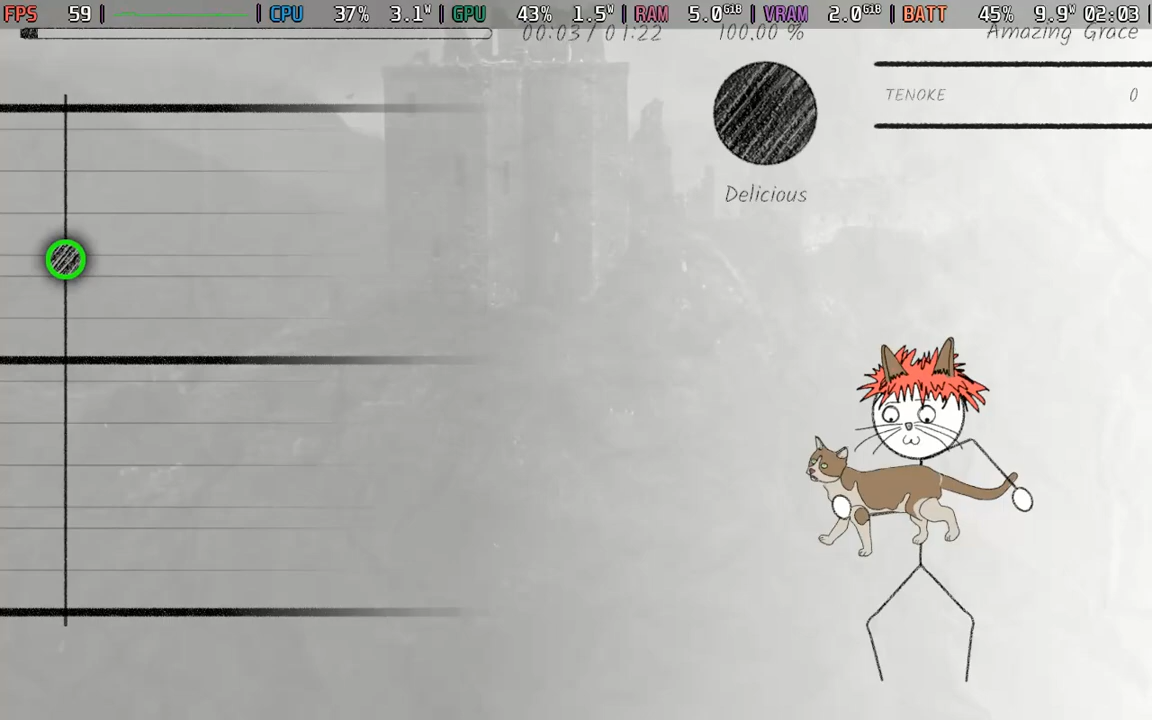 FPS 59 | | CPU 37% 3.1W | GPU 43% 1.5W | RAM 5.0GiB | VRAM 2.0GiB | BATT 45% 9.9W 02:03 |
00:03 / 01:22 100.00 % Amazing Grace
TENOKE 0
Delicious